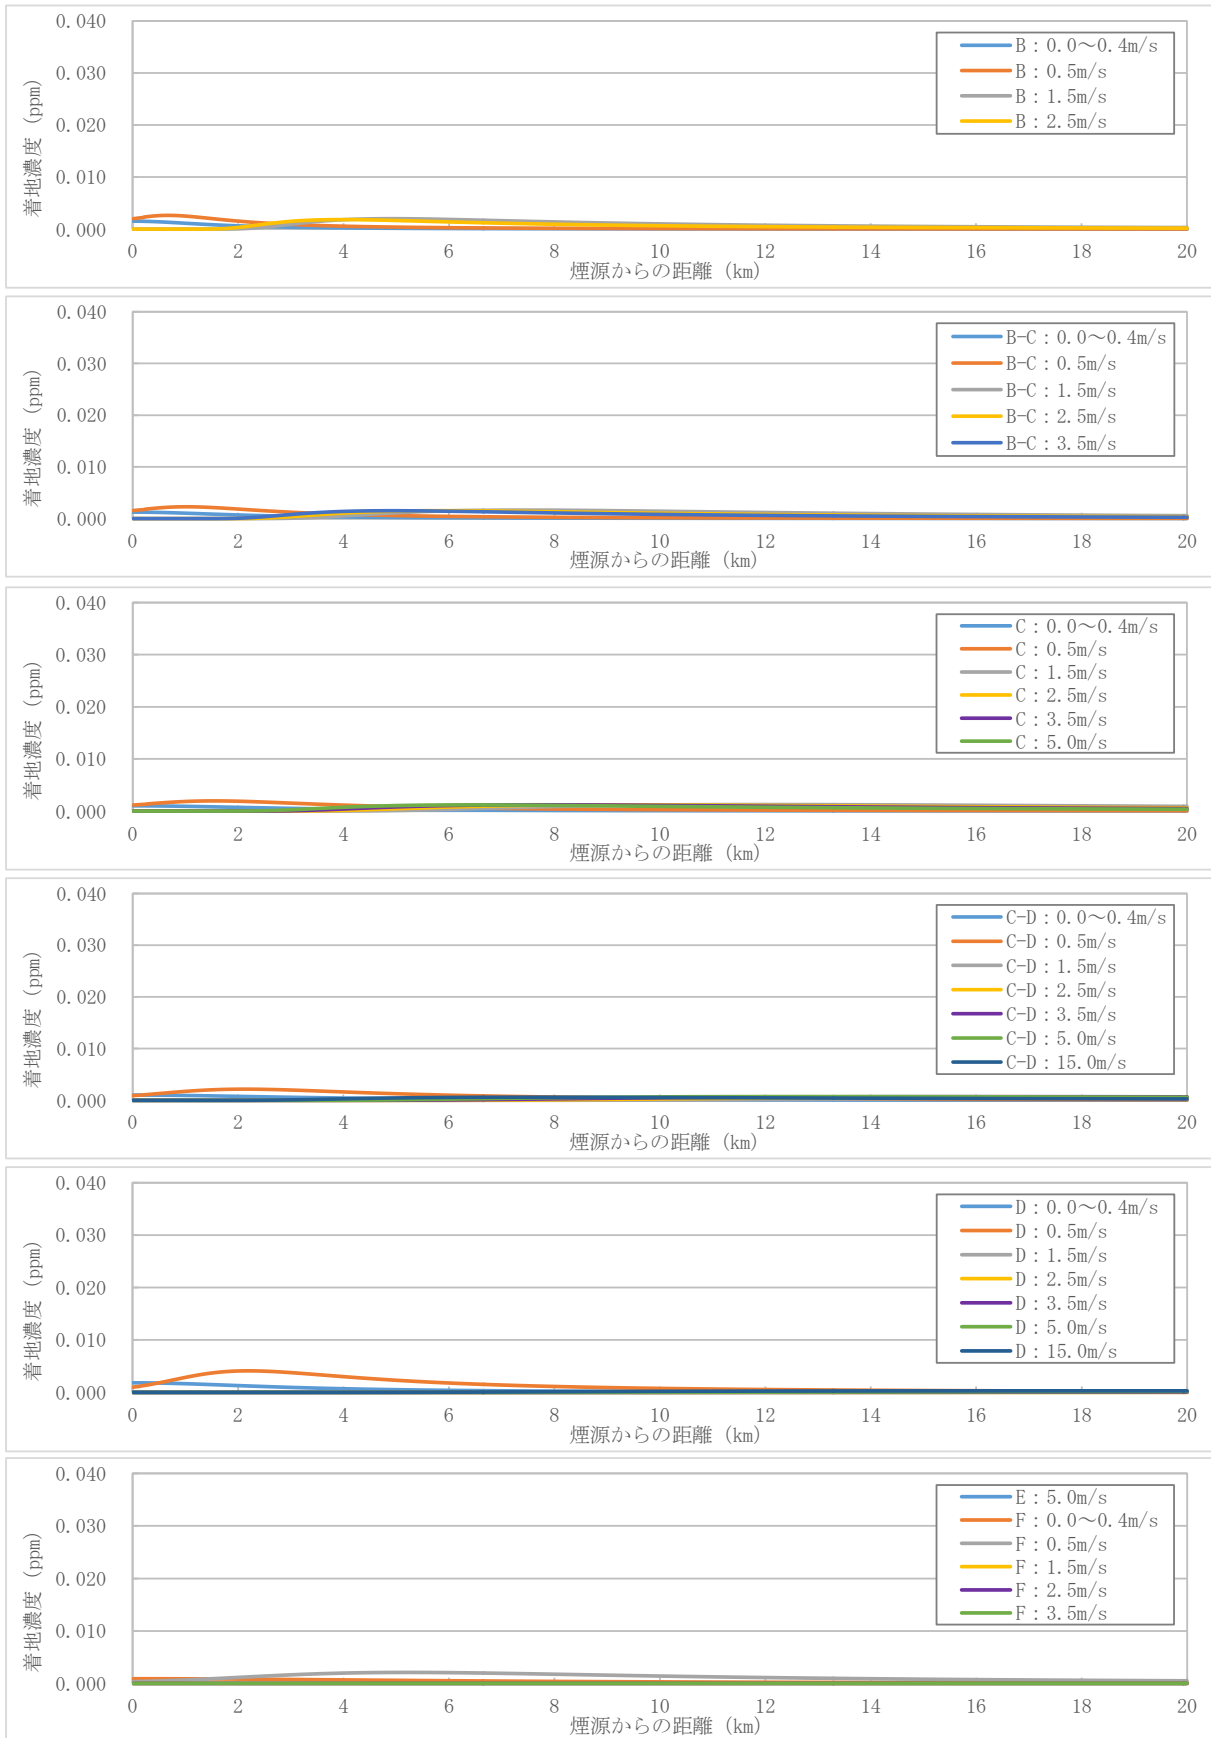 0.040
0.030
0.020
0.010
0.000
着地濃度 (ppm)
B：0.0～0.4m/s
B：0.5m/s
B：1.5m/s
B：2.5m/s
0 2 4 6 8 10 12 14 16 18 20
煙源からの距離 (km)
0.040
0.030
0.020
0.010
0.000
着地濃度 (ppm)
B-C：0.0～0.4m/s
B-C：0.5m/s
B-C：1.5m/s
B-C：2.5m/s
B-C：3.5m/s
0 2 4 6 8 10 12 14 16 18 20
煙源からの距離 (km)
0.040
0.030
0.020
0.010
0.000
着地濃度 (ppm)
C：0.0～0.4m/s
C：0.5m/s
C：1.5m/s
C：2.5m/s
C：3.5m/s
C：5.0m/s
0 2 4 6 8 10 12 14 16 18 20
煙源からの距離 (km)
0.040
0.030
0.020
0.010
0.000
着地濃度 (ppm)
C-D：0.0～0.4m/s
C-D：0.5m/s
C-D：1.5m/s
C-D：2.5m/s
C-D：3.5m/s
C-D：5.0m/s
C-D：15.0m/s
0 2 4 6 8 10 12 14 16 18 20
煙源からの距離 (km)
0.040
0.030
0.020
0.010
0.000
着地濃度 (ppm)
D：0.0～0.4m/s
D：0.5m/s
D：1.5m/s
D：2.5m/s
D：3.5m/s
D：5.0m/s
D：15.0m/s
0 2 4 6 8 10 12 14 16 18 20
煙源からの距離 (km)
0.040
0.030
0.020
0.010
0.000
着地濃度 (ppm)
E：5.0m/s
F：0.0～0.4m/s
F：0.5m/s
F：1.5m/s
F：2.5m/s
F：3.5m/s
0 2 4 6 8 10 12 14 16 18 20
煙源からの距離 (km)